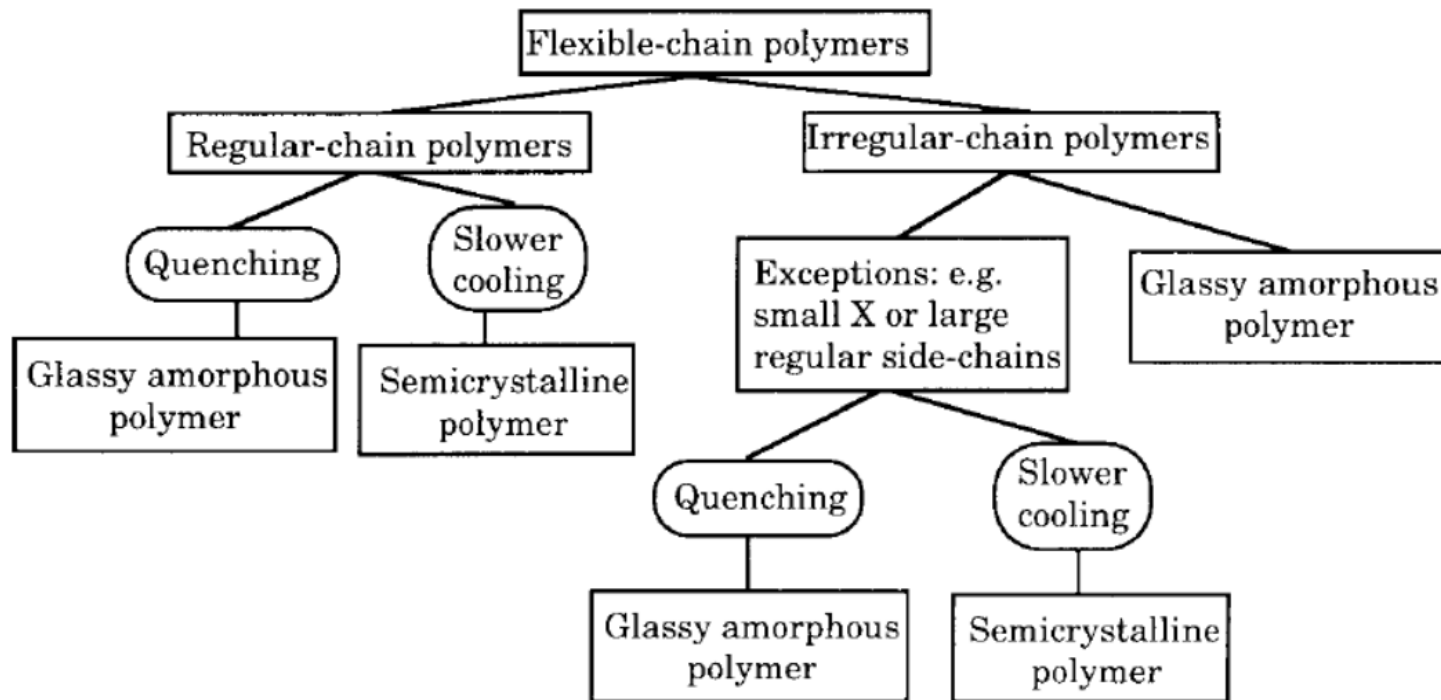 Flexible-chain polymers
Regular-chain polymers
Irregular-chain polymers
Quenching
Slower
cooling
Exceptions: e.g.
small X or large
regular side-chains
Glassy amorphous
polymer
Glassy amorphous
polymer
Semicrystalline
polymer
Quenching
Slower
cooling
Glassy amorphous
polymer
Semicrystalline
polymer